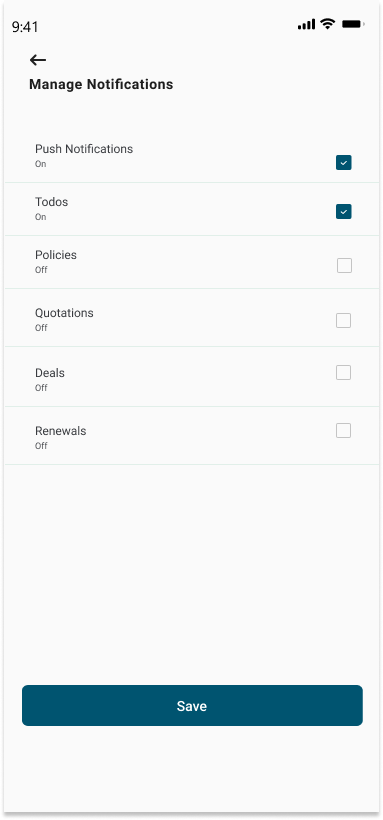 9:41
Manage Notifications
Push Notifications
On
Todos
On
Policies
Off
Quotations
Off
Deals
Off
Renewals
Off
Save